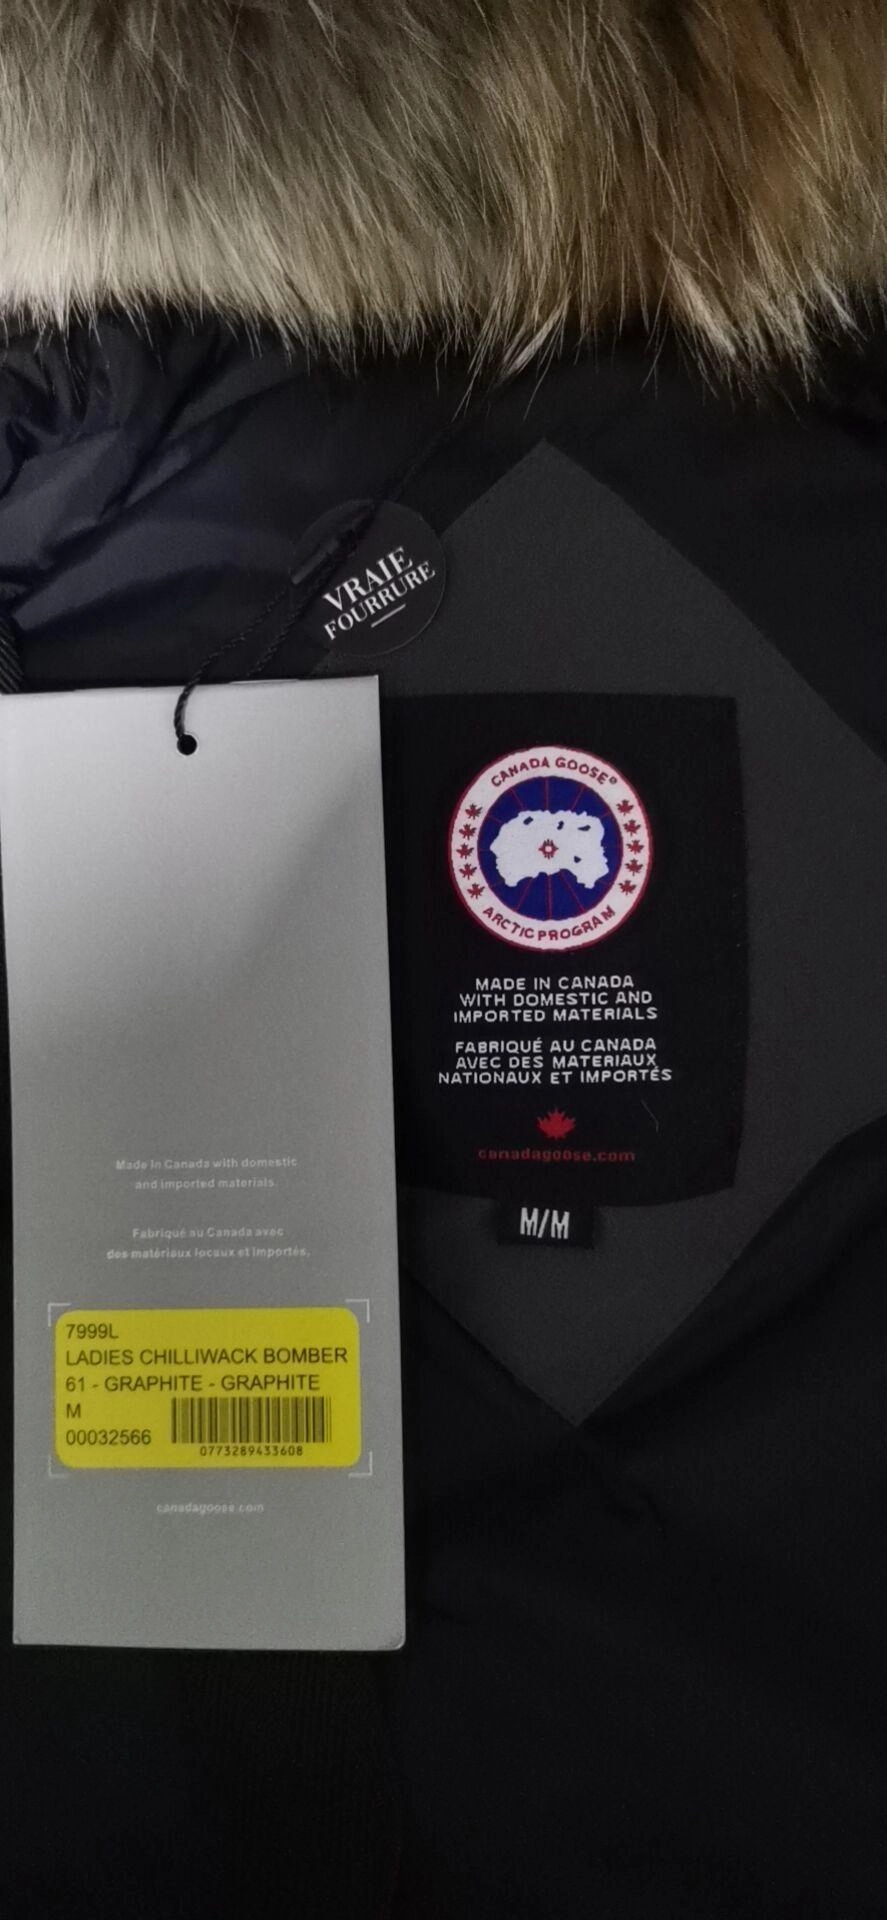 VRAIE
FOURRURE
CANADA GOOSE®
ARCTIC PROGRAM
MADE IN CANADA
WITH DOMESTIC AND
IMPORTED MATERIALS
FABRIQUÉ AU CANADA
AVEC DES MATERIAUX
NATIONAUX ET IMPORTÉS
canadagoose.com
M/M
Made in Canada with domestic
and imported materials.
Fabriqué au Canada avec
des matériaux locaux et importés.
7999L
LADIES CHILLIWACK BOMBER
61 - GRAPHITE - GRAPHITE
M
00032566
0773289433608
canadagoose.com